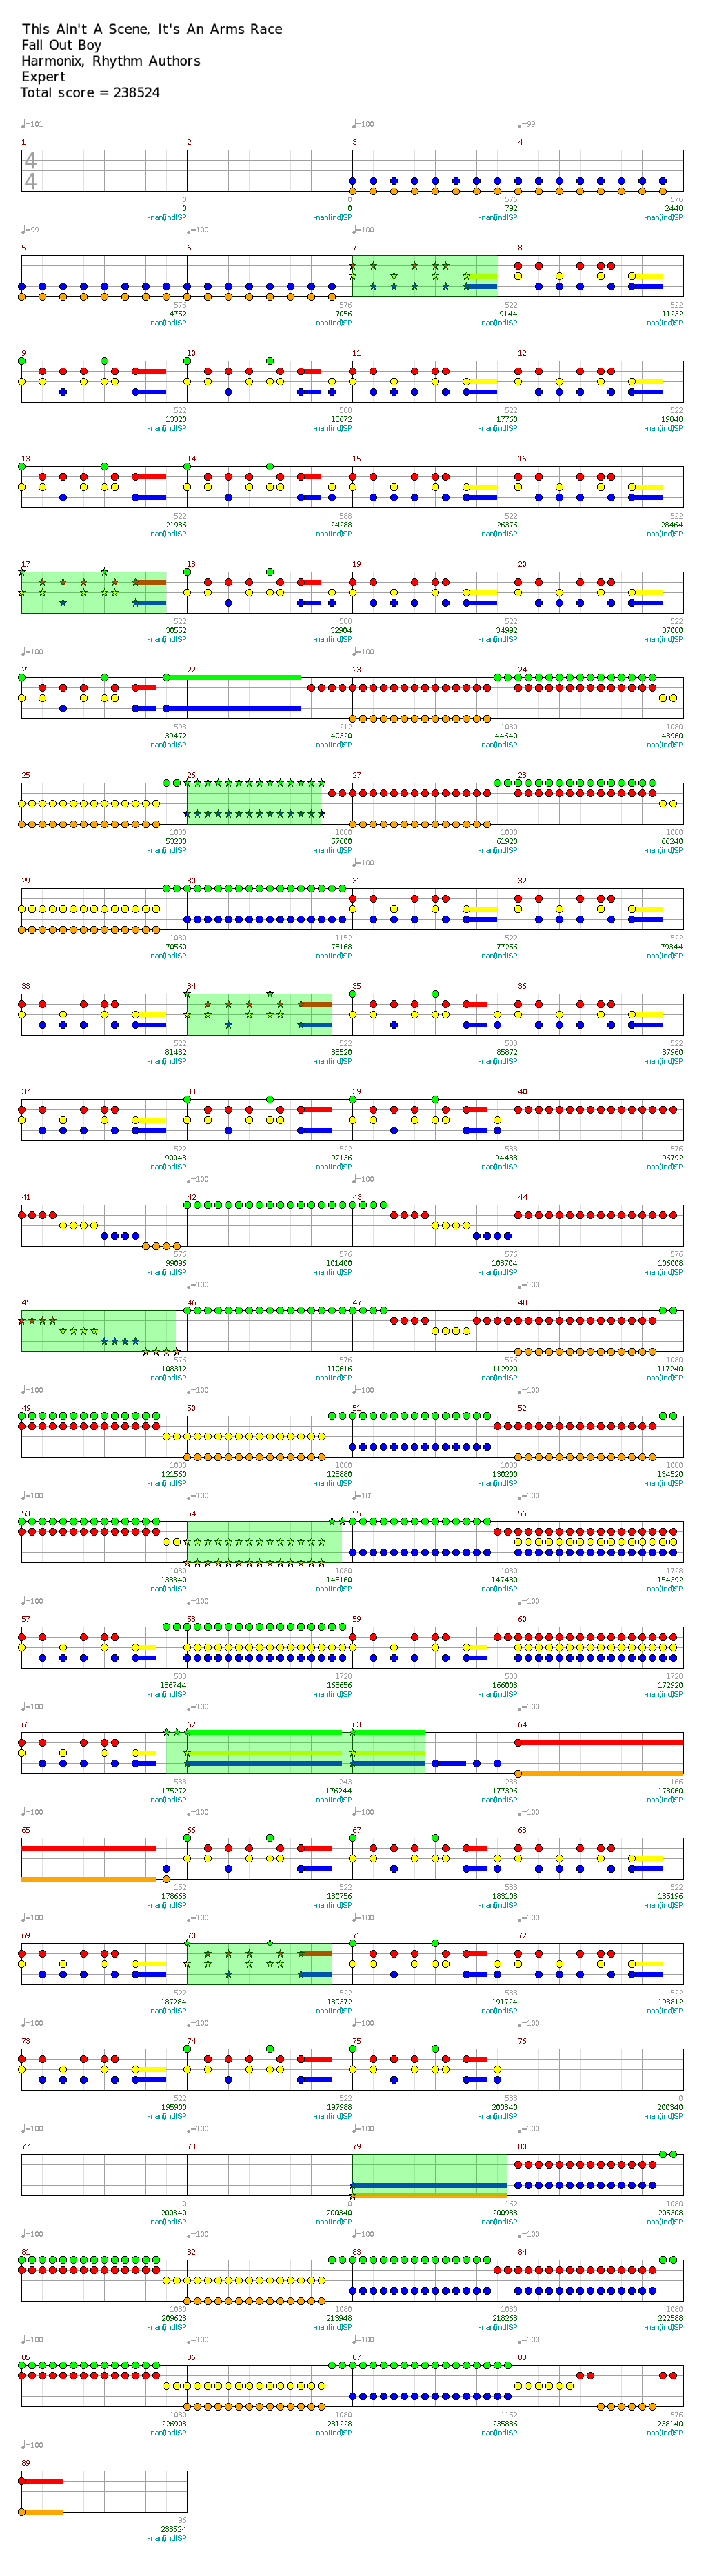 This Ain't A Scene, It's An Arms Race
Fall Out Boy
Harmonix, Rhythm Authors
Expert
Total score = 238524
♩=101 ♩=100 ♩=99
1 2 3 4
4
4
0 0 576 576
0 0 792 2448
-nan(ind)SP -nan(ind)SP -nan(ind)SP -nan(ind)SP
♩=99 ♩=100 ♩=100
5 6 7 8
576 576 522 522
4752 7056 9144 11232
-nan(ind)SP -nan(ind)SP -nan(ind)SP -nan(ind)SP
9 10 11 12
522 588 522 522
13320 15672 17760 19848
-nan(ind)SP -nan(ind)SP -nan(ind)SP -nan(ind)SP
13 14 15 16
522 588 522 522
21936 24288 26376 28464
-nan(ind)SP -nan(ind)SP -nan(ind)SP -nan(ind)SP
17 18 19 20
522 588 522 522
30552 32904 34992 37080
-nan(ind)SP -nan(ind)SP -nan(ind)SP -nan(ind)SP
♩=100
21 22 23 24
598 212 1080 1080
39472 40320 44640 48960
-nan(ind)SP -nan(ind)SP -nan(ind)SP -nan(ind)SP
25 26 27 28
1080 1080 1080 1080
53280 57600 61920 66240
-nan(ind)SP -nan(ind)SP -nan(ind)SP -nan(ind)SP
♩=100
29 30 31 32
1080 1152 522 522
70560 75168 77256 79344
-nan(ind)SP -nan(ind)SP -nan(ind)SP -nan(ind)SP
33 34 35 36
522 522 588 522
81432 83520 85872 87960
-nan(ind)SP -nan(ind)SP -nan(ind)SP -nan(ind)SP
37 38 39 40
522 522 588 576
90048 92136 94488 96792
-nan(ind)SP -nan(ind)SP -nan(ind)SP -nan(ind)SP
♩=100 ♩=100
41 42 43 44
576 576 576 576
99096 101400 103704 106008
-nan(ind)SP -nan(ind)SP -nan(ind)SP -nan(ind)SP
♩=100 ♩=100
45 46 47 48
576 576 576 1080
108312 110616 112920 117240
-nan(ind)SP -nan(ind)SP -nan(ind)SP -nan(ind)SP
♩=100 ♩=100 ♩=100 ♩=100
49 50 51 52
1080 1080 1080 1080
121560 125880 130200 134520
-nan(ind)SP -nan(ind)SP -nan(ind)SP -nan(ind)SP
♩=100 ♩=100 ♩=101 ♩=100
53 54 55 56
1080 1080 1080 1728
138840 143160 147480 154392
-nan(ind)SP -nan(ind)SP -nan(ind)SP -nan(ind)SP
♩=100 ♩=100 ♩=100 ♩=100
57 58 59 60
588 1728 588 1728
156744 163656 166008 172920
-nan(ind)SP -nan(ind)SP -nan(ind)SP -nan(ind)SP
♩=100 ♩=100 ♩=100 ♩=100
61 62 63 64
588 243 288 166
175272 176244 177396 178060
-nan(ind)SP -nan(ind)SP -nan(ind)SP -nan(ind)SP
♩=100 ♩=100 ♩=100 ♩=100
65 66 67 68
152 522 588 522
178668 180756 183108 185196
-nan(ind)SP -nan(ind)SP -nan(ind)SP -nan(ind)SP
♩=100 ♩=100 ♩=100 ♩=100
69 70 71 72
522 522 588 522
187284 189372 191724 193812
-nan(ind)SP -nan(ind)SP -nan(ind)SP -nan(ind)SP
♩=100 ♩=100 ♩=100 ♩=100
73 74 75 76
522 522 588 0
195900 197988 200340 200340
-nan(ind)SP -nan(ind)SP -nan(ind)SP -nan(ind)SP
♩=100 ♩=100 ♩=100 ♩=100
77 78 79 80
0 0 162 1080
200340 200340 200988 205308
-nan(ind)SP -nan(ind)SP -nan(ind)SP -nan(ind)SP
♩=100 ♩=100 ♩=100 ♩=100
81 82 83 84
1080 1080 1080 1080
209628 213948 218268 222588
-nan(ind)SP -nan(ind)SP -nan(ind)SP -nan(ind)SP
♩=100 ♩=100 ♩=100 ♩=100
85 86 87 88
1080 1080 1152 576
226908 231228 235836 238140
-nan(ind)SP -nan(ind)SP -nan(ind)SP -nan(ind)SP
♩=100
89
96
238524
-nan(ind)SP